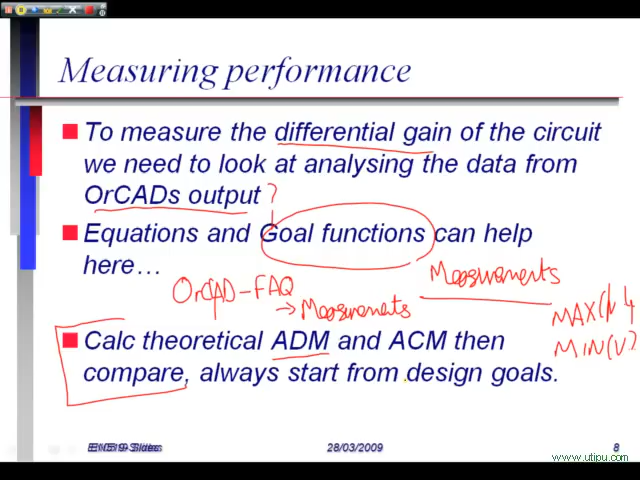 Measuring performance
To measure the differential gain of the circuit
we need to look at analysing the data from
OrCADs output ?
Equations and Goal functions can help
here…
Measurements
OrCAD - FAQ
→ Measurements
MAX(
MIN(V)
Calc theoretical ADM and ACM then
compare, always start from design goals.
28/03/2009
8
www.utipu.com